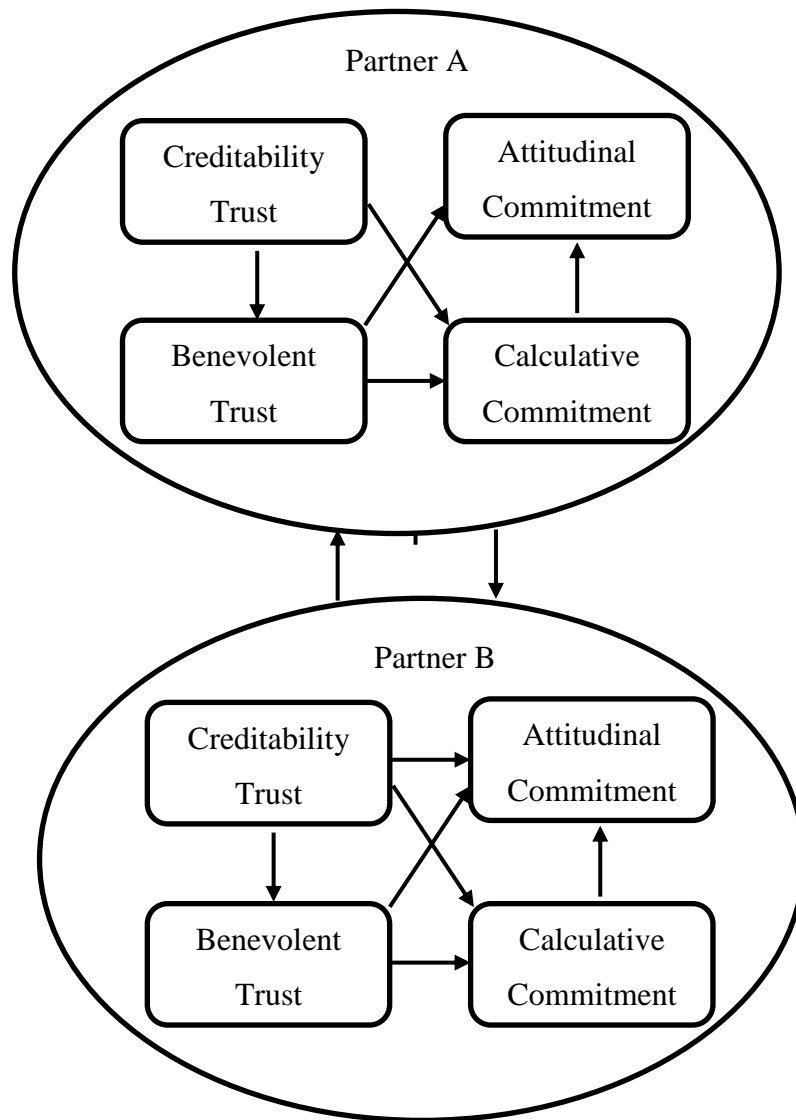 Partner A
Creditability
Trust
Attitudinal
Commitment
Benevolent
Trust
Calculative
Commitment
Partner B
Creditability
Trust
Attitudinal
Commitment
Benevolent
Trust
Calculative
Commitment